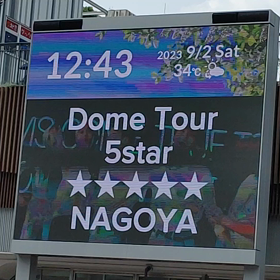 12:43
2023 9/2 Sat
34℃
Dome Tour
5star
★★★★★
NAGOYA